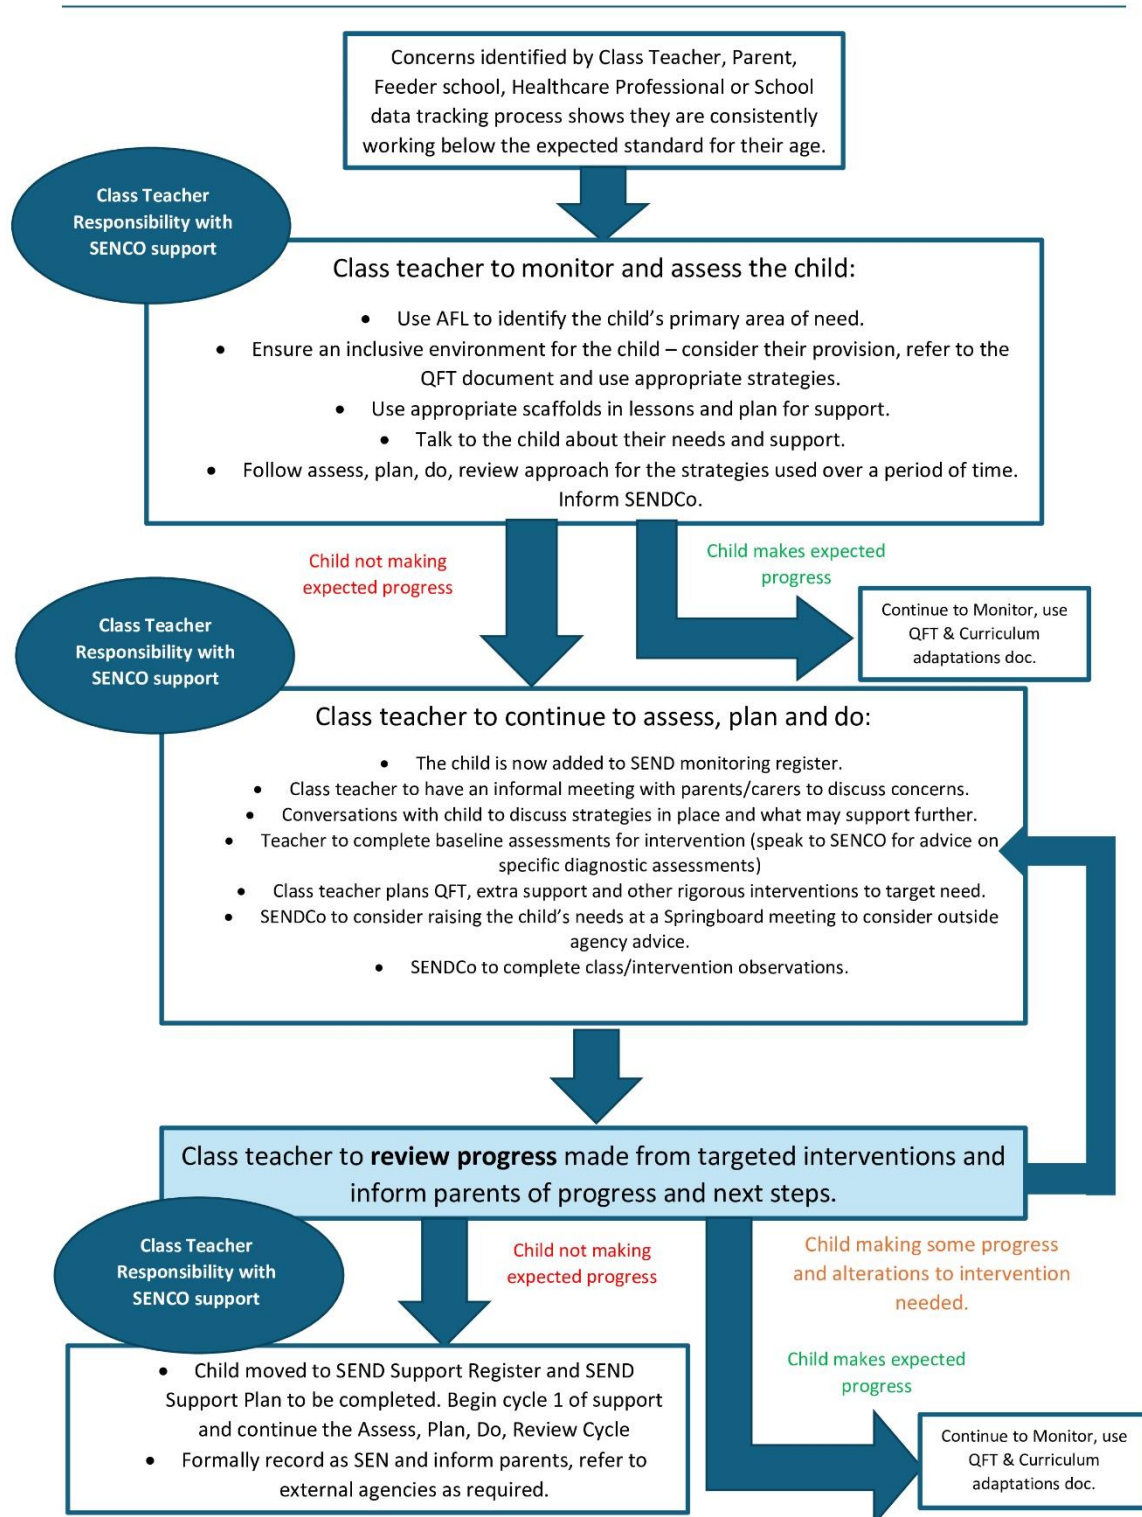 Concerns identified by Class Teacher, Parent,
Feeder school, Healthcare Professional or School
data tracking process shows they are consistently
working below the expected standard for their age.
Class Teacher
Responsibility with
SENCO support
Class teacher to monitor and assess the child:
• Use AFL to identify the child’s primary area of need.
• Ensure an inclusive environment for the child – consider their provision, refer to the
QFT document and use appropriate strategies.
• Use appropriate scaffolds in lessons and plan for support.
• Talk to the child about their needs and support.
• Follow assess, plan, do, review approach for the strategies used over a period of time.
Inform SENDCo.
Child not making
expected progress
Child makes expected
progress
Continue to Monitor, use
QFT & Curriculum
adaptations doc.
Class Teacher
Responsibility with
SENCO support
Class teacher to continue to assess, plan and do:
• The child is now added to SEND monitoring register.
• Class teacher to have an informal meeting with parents/carers to discuss concerns.
• Conversations with child to discuss strategies in place and what may support further.
• Teacher to complete baseline assessments for intervention (speak to SENCO for advice on
specific diagnostic assessments)
• Class teacher plans QFT, extra support and other rigorous interventions to target need.
• SENDCo to consider raising the child’s needs at a Springboard meeting to consider outside
agency advice.
• SENDCo to complete class/intervention observations.
Class teacher to review progress made from targeted interventions and
inform parents of progress and next steps.
Class Teacher
Responsibility with
SENCO support
Child not making
expected progress
Child making some progress
and alterations to intervention
needed.
• Child moved to SEND Support Register and SEND
Support Plan to be completed. Begin cycle 1 of support
and continue the Assess, Plan, Do, Review Cycle
• Formally record as SEN and inform parents, refer to
external agencies as required.
Child makes expected
progress
Continue to Monitor, use
QFT & Curriculum
adaptations doc.